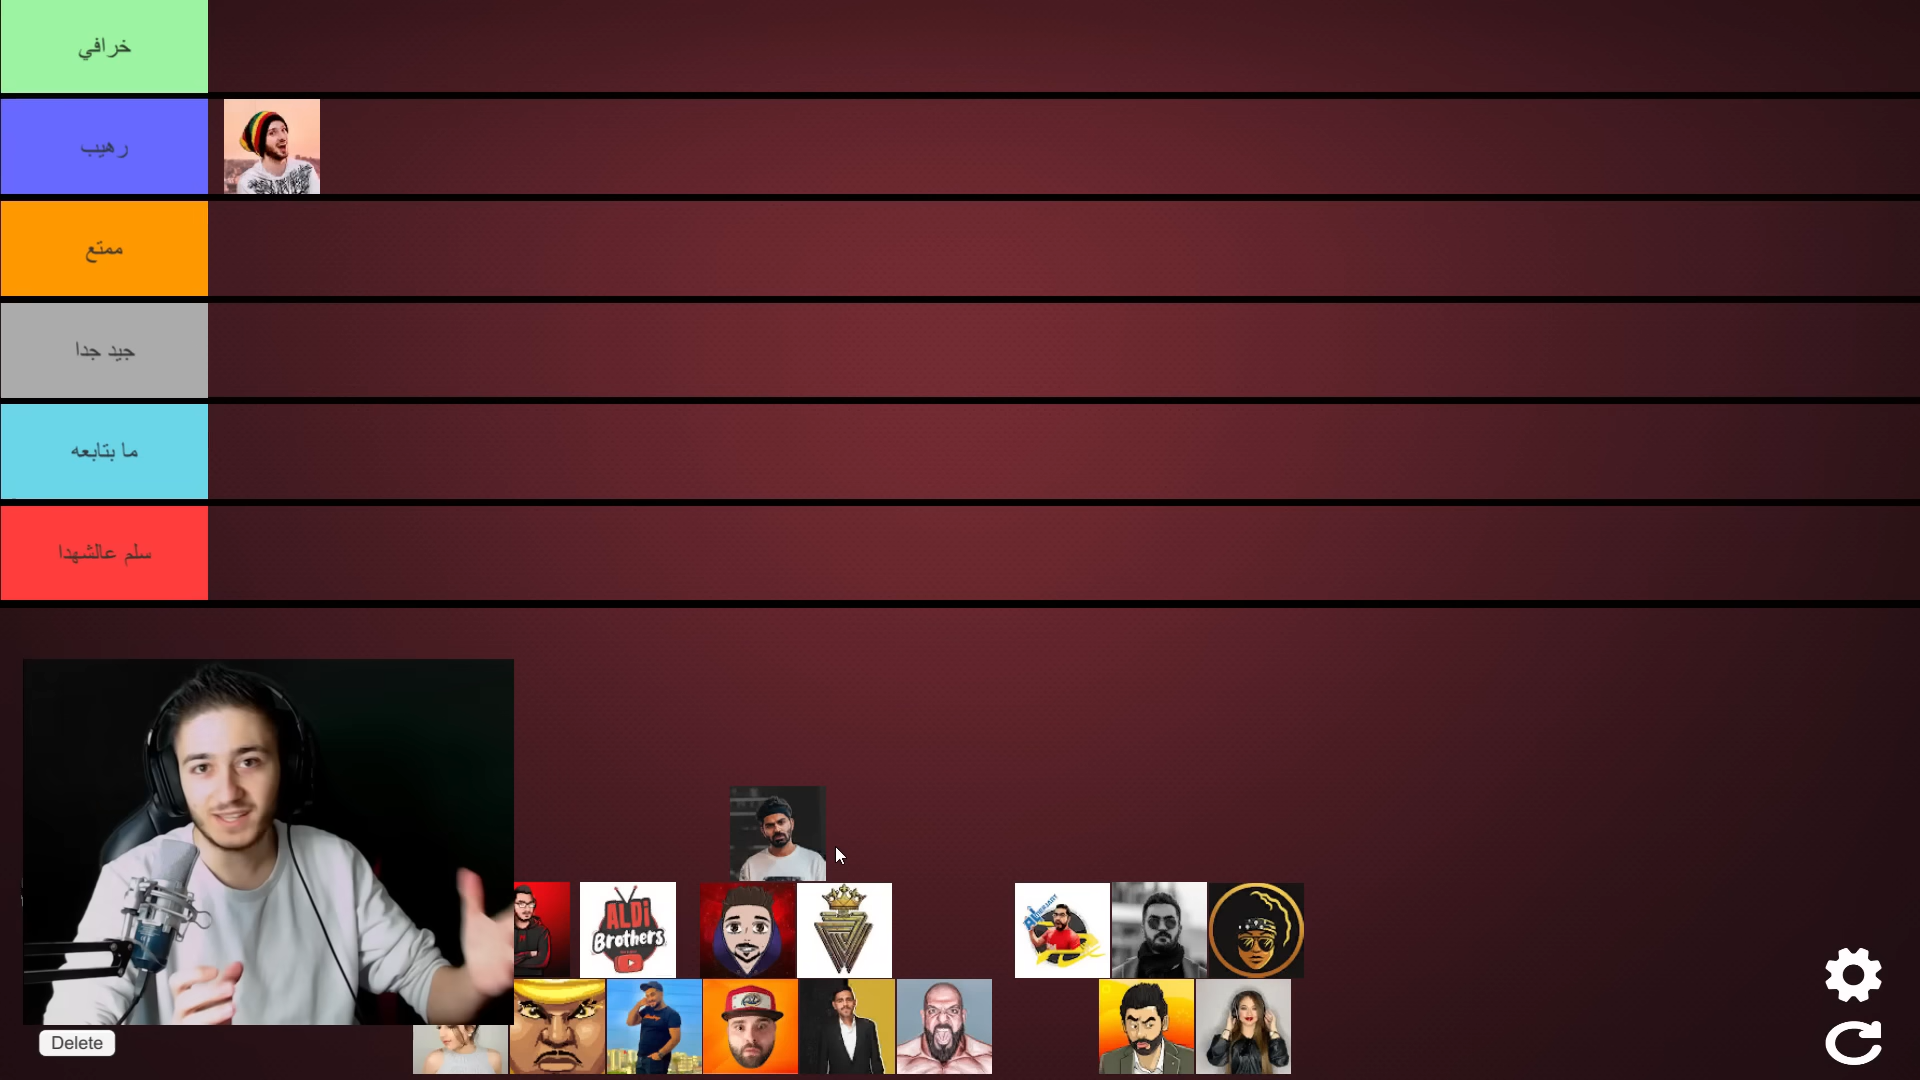 خرافي
رهيب
ممتع
جيد جدا
ما بتابعه
سلم عالشهدا
ALDi
Brothers
Delete